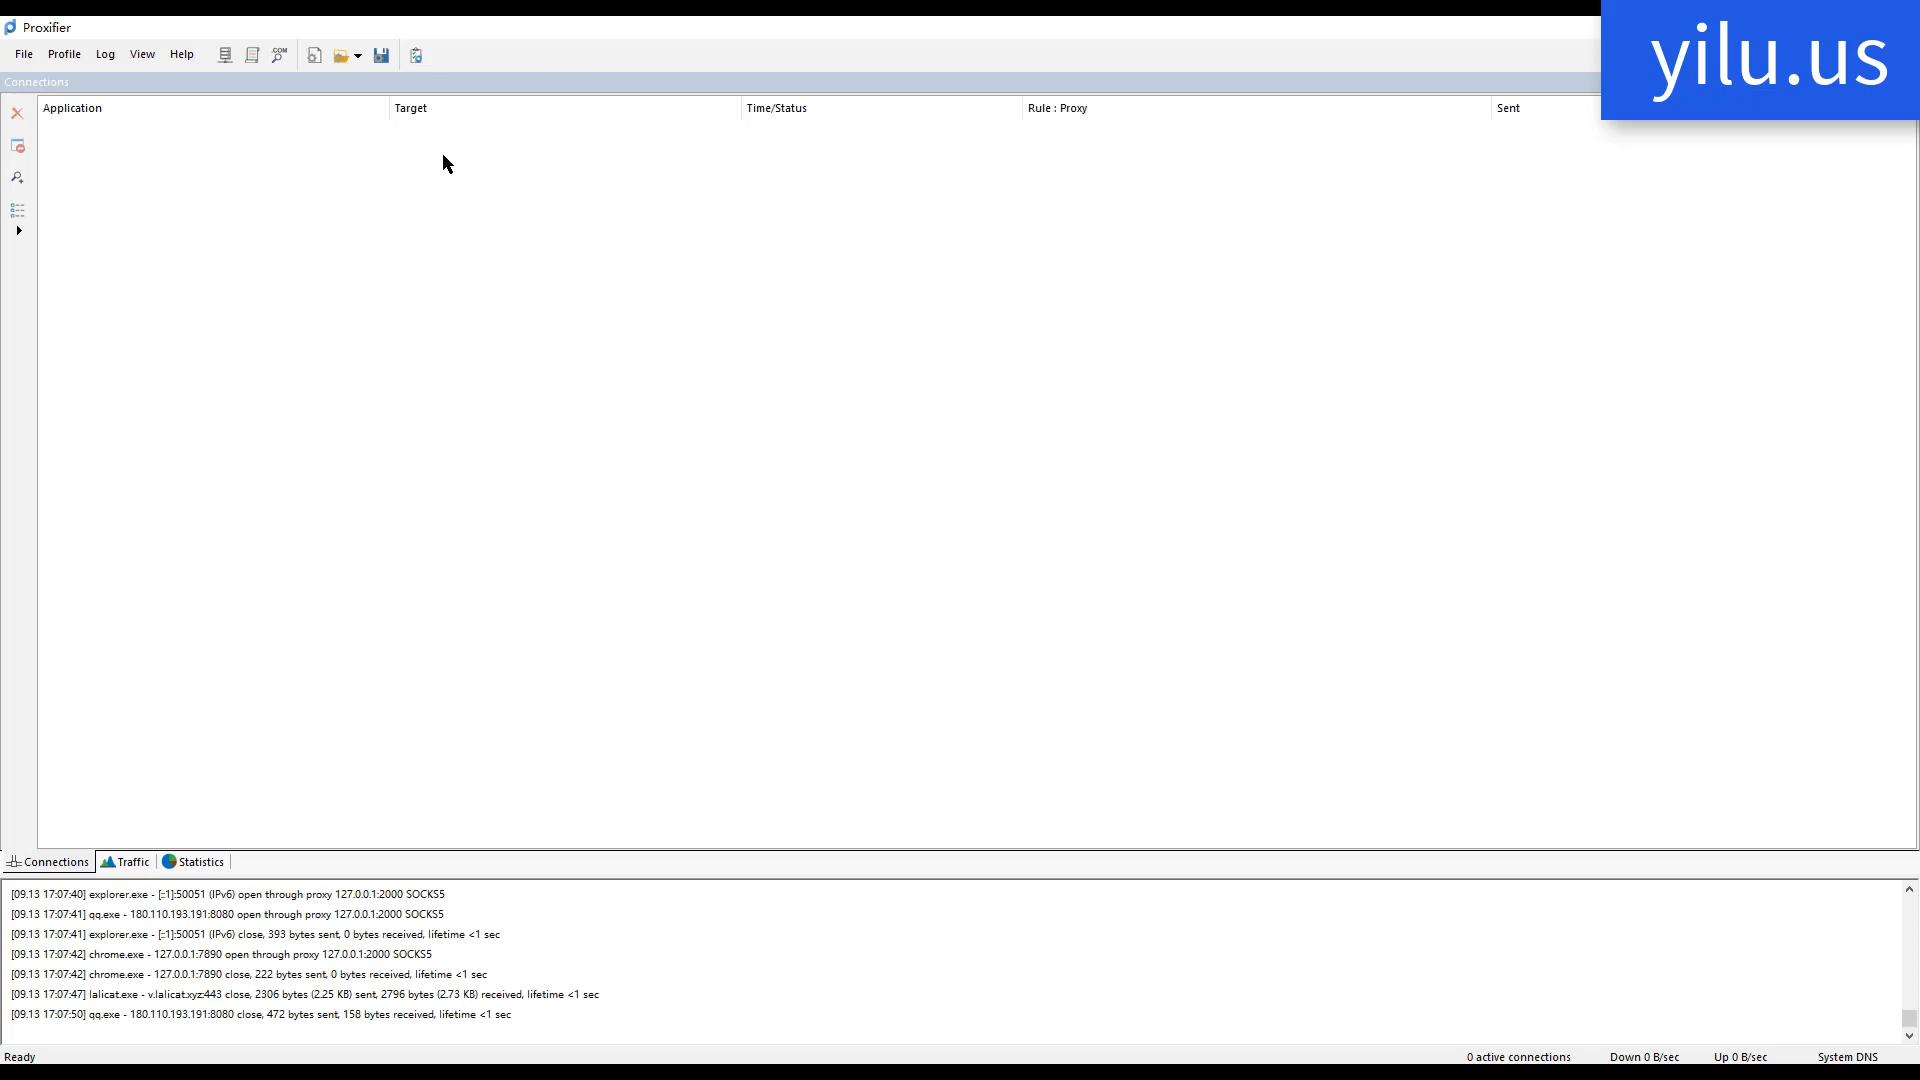 Proxifier
yilu.us
File Profile Log View Help
Connections
Application Target Time/Status Rule : Proxy Sent
Connections Traffic Statistics
[09.13 17:07:40] explorer.exe - [::1]:50051 (IPv6) open through proxy 127.0.0.1:2000 SOCKS5
[09.13 17:07:41] qq.exe - 180.110.193.191:8080 open through proxy 127.0.0.1:2000 SOCKS5
[09.13 17:07:41] explorer.exe - [::1]:50051 (IPv6) close, 393 bytes sent, 0 bytes received, lifetime <1 sec
[09.13 17:07:42] chrome.exe - 127.0.0.1:7890 open through proxy 127.0.0.1:2000 SOCKS5
[09.13 17:07:42] chrome.exe - 127.0.0.1:7890 close, 222 bytes sent, 0 bytes received, lifetime <1 sec
[09.13 17:07:47] lalicat.exe - v.lalicat.xyz:443 close, 2306 bytes (2.25 KB) sent, 2796 bytes (2.73 KB) received, lifetime <1 sec
[09.13 17:07:50] qq.exe - 180.110.193.191:8080 close, 472 bytes sent, 158 bytes received, lifetime <1 sec
Ready 0 active connections Down 0 B/sec Up 0 B/sec System DNS